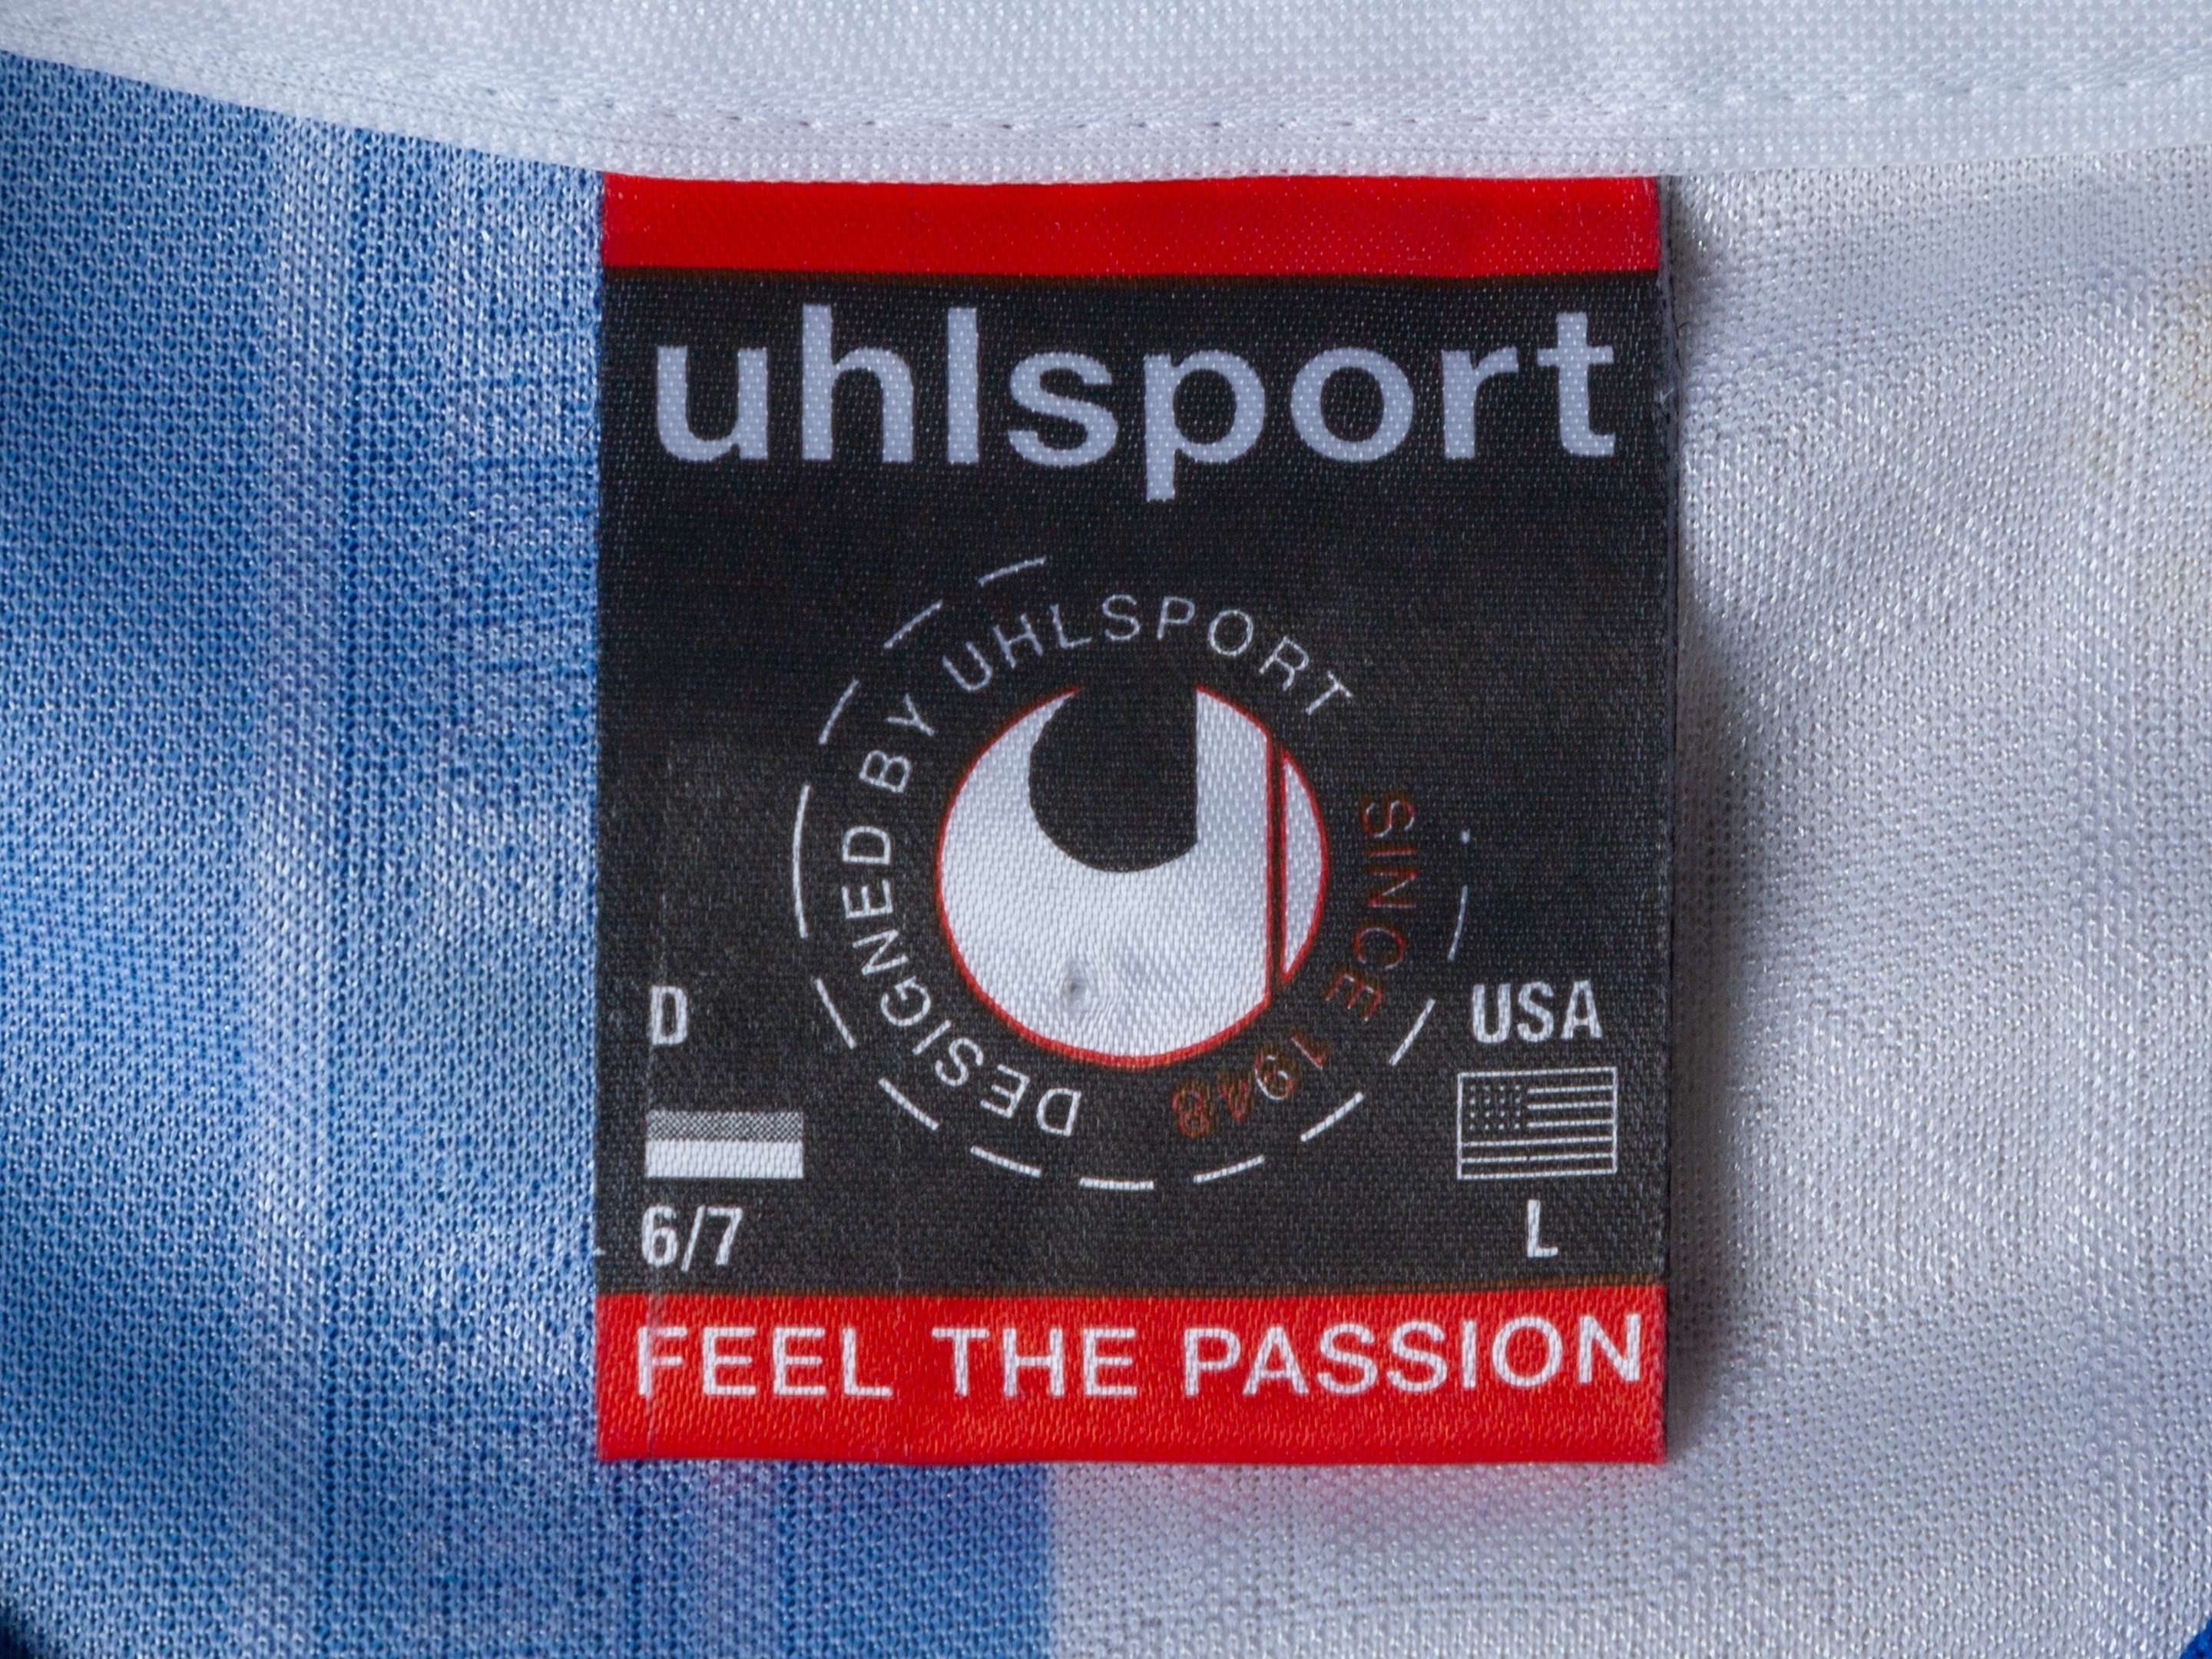 uhlsport
DESIGNED BY UHLSPORT
SINCE 1948
D
USA
6/7
L
FEEL THE PASSION